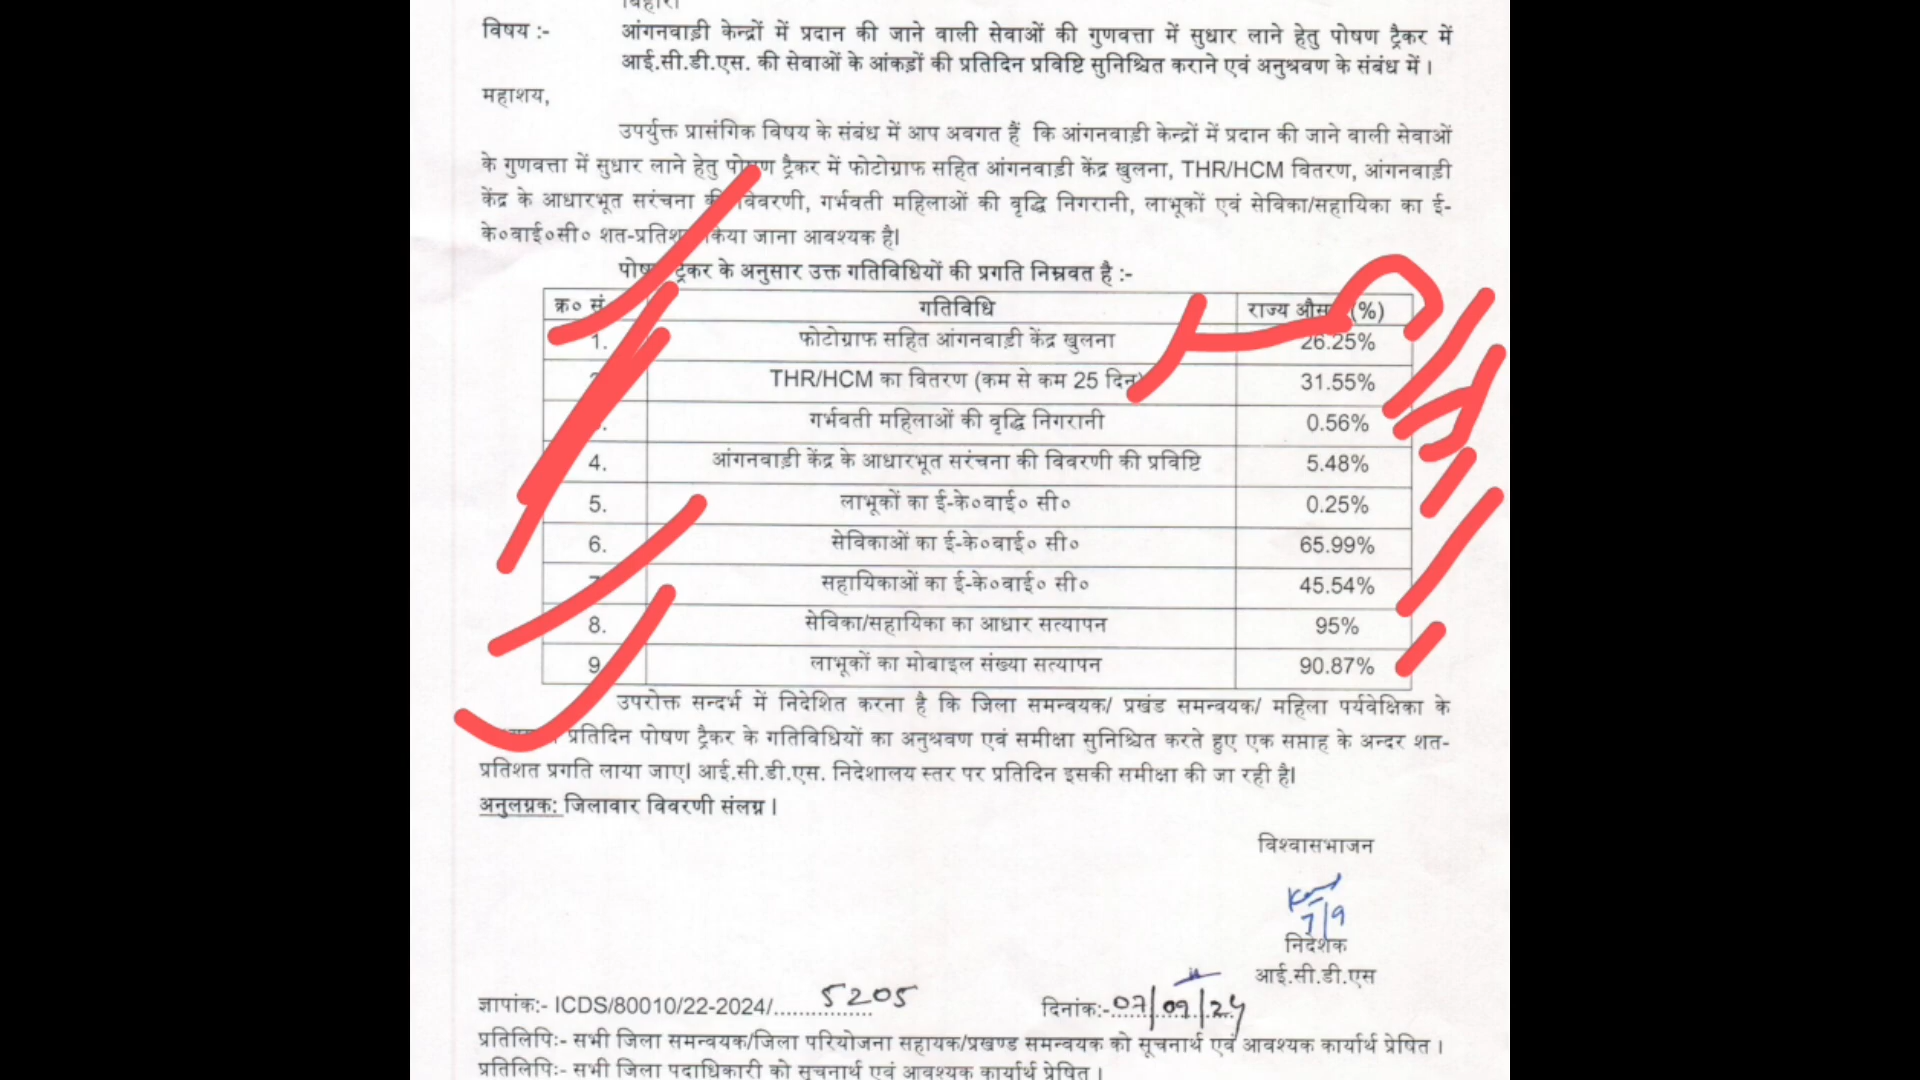 बिहार।
विषय :- आंगनवाड़ी केन्द्रों में प्रदान की जाने वाली सेवाओं की गुणवत्ता में सुधार लाने हेतु पोषण ट्रैकर में
आई.सी.डी.एस. की सेवाओं के आंकड़ों की प्रतिदिन प्रविष्टि सुनिश्चित कराने एवं अनुश्रवण के संबंध में।
महाशय,
उपर्युक्त प्रासंगिक विषय के संबंध में आप अवगत हैं कि आंगनवाड़ी केन्द्रों में प्रदान की जाने वाली सेवाओं
के गुणवत्ता में सुधार लाने हेतु पोषण ट्रैकर में फोटोग्राफ सहित आंगनवाड़ी केंद्र खुलना, THR/HCM वितरण, आंगनवाड़ी
केंद्र के आधारभूत सरंचना की विवरणी, गर्भवती महिलाओं की वृद्धि निगरानी, लाभूकों एवं सेविका/सहायिका का ई-
के०वाई०सी० शत-प्रतिशत किया जाना आवश्यक है।
पोषण ट्रैकर के अनुसार उक्त गतिविधियों की प्रगति निम्नवत है :-
क्र० सं गतिविधि राज्य औसत (%)
1. फोटोग्राफ सहित आंगनबाड़ी केंद्र खुलना 26.25%
THR/HCM का वितरण (कम से कम 25 दिन) 31.55%
गर्भवती महिलाओं की वृद्धि निगरानी 0.56%
4. आंगनवाड़ी केंद्र के आधारभूत सरंचना की विवरणी की प्रविष्टि 5.48%
5. लाभूकों का ई-के०वाई० सी० 0.25%
6. सेविकाओं का ई-के०वाई० सी० 65.99%
7. सहायिकाओं का ई-के०वाई० सी० 45.54%
8. सेविका/सहायिका का आधार सत्यापन 95%
9. लाभूकों का मोबाइल संख्या सत्यापन 90.87%
उपरोक्त सन्दर्भ में निदेशित करना है कि जिला समन्वयक/ प्रखंड समन्वयक/ महिला पर्यवेक्षिका के
प्रतिदिन पोषण ट्रैकर के गतिविधियों का अनुश्रवण एवं समीक्षा सुनिश्चित करते हुए एक सप्ताह के अन्दर शत-
प्रतिशत प्रगति लाया जाए। आई.सी.डी.एस. निदेशालय स्तर पर प्रतिदिन इसकी समीक्षा की जा रही है।
अनुलग्नक: जिलावार विवरणी संलग्न।
विश्वासभाजन
7/9
निदेशक
आई.सी.डी.एस
ज्ञापांक:- ICDS/80010/22-2024/................5205 दिनांक:-07/09/24
प्रतिलिपि:- सभी जिला समन्वयक/जिला परियोजना सहायक/प्रखण्ड समन्वयक को सूचनार्थ एवं आवश्यक कार्यार्थ प्रेषित।
प्रतिलिपि:- सभी जिला पदाधिकारी को सूचनार्थ एवं आवश्यक कार्यार्थ प्रेषित।